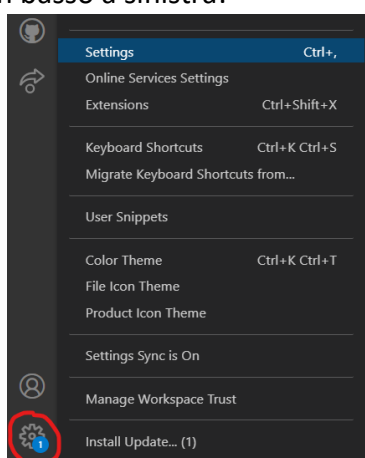 in basso a sinistra:
Settings Ctrl+,
Online Services Settings
Extensions Ctrl+Shift+X
Keyboard Shortcuts Ctrl+K Ctrl+S
Migrate Keyboard Shortcuts from...
User Snippets
Color Theme Ctrl+K Ctrl+T
File Icon Theme
Product Icon Theme
Settings Sync is On
Manage Workspace Trust
1
Install Update... (1)